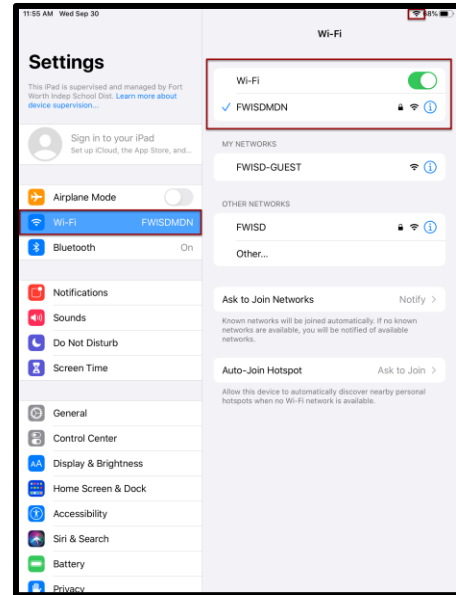 11:55 AM Wed Sep 30
68%
Settings
This iPad is supervised and managed by Fort
Worth Indep School Dist. Learn more about
device supervision...
Sign in to your iPad
Set up iCloud, the App Store, and...
Airplane Mode
Wi-Fi FWISDMDN
Bluetooth On
Notifications
Sounds
Do Not Disturb
Screen Time
General
Control Center
AA Display & Brightness
Home Screen & Dock
Accessibility
Siri & Search
Battery
Privacy
Wi-Fi
Wi-Fi
FWISDMDN
MY NETWORKS
FWISD-GUEST
OTHER NETWORKS
FWISD
Other...
Ask to Join Networks Notify
Known networks will be joined automatically. If no known
networks are available, you will be notified of available
networks.
Auto-Join Hotspot Ask to Join
Allow this device to automatically discover nearby personal
hotspots when no Wi-Fi network is available.